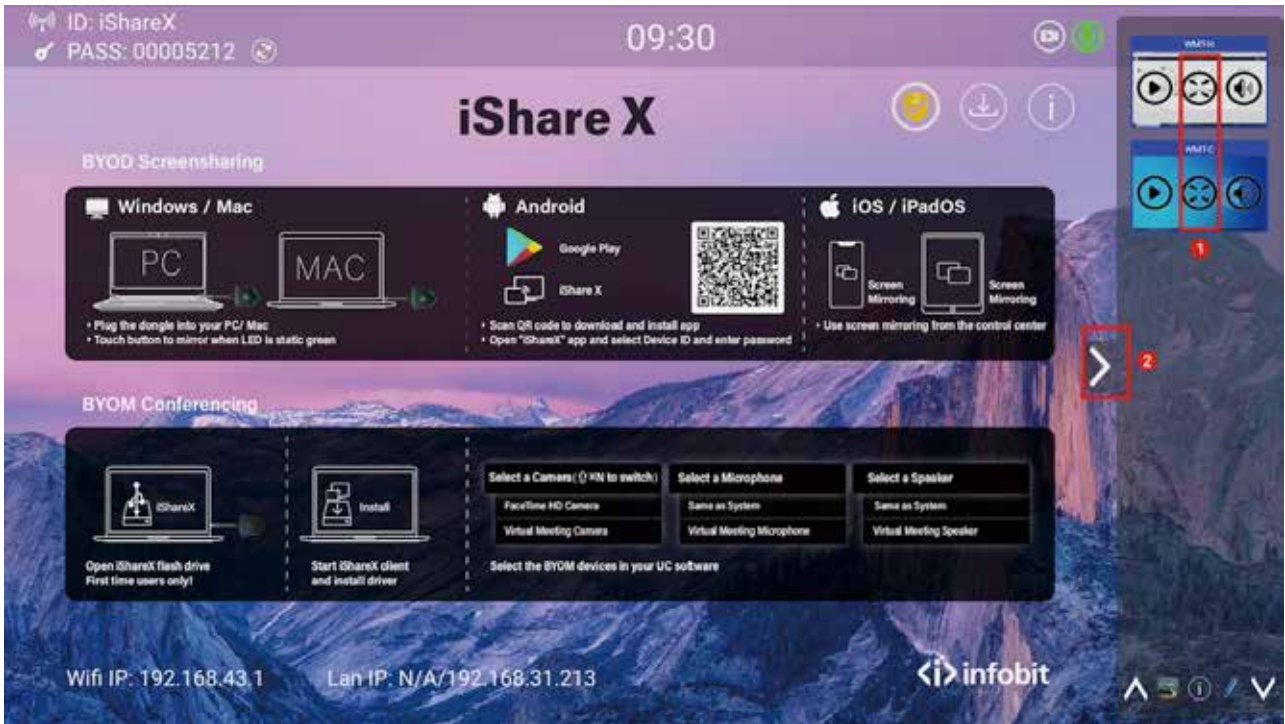 ID: iShareX
PASS: 00005212
09:30
iShare X
BYOD Screensharing
Windows / Mac
PC
MAC
• Plug the dongle into your PC/ Mac
• Touch button to mirror when LED is static green
Android
Google Play
iShare X
• Scan QR code to download and install app
• Open "iShareX" app and select Device ID and enter password
iOS / iPadOS
Screen
Mirroring
Screen
Mirroring
• Use screen mirroring from the control center
WMT-H
WMT-C
1
2
BYOM Conferencing
iShareX
Open iShareX flash drive
First time users only!
Install
Start iShareX client
and install driver
Select a Camera(⇧⌘N to switch)
FaceTime HD Camera
Virtual Meeting Camera
Select a Microphone
Same as System
Virtual Meeting Microphone
Select a Speaker
Same as System
Virtual Meeting Speaker
Select the BYOM devices in your UC software
Wifi IP: 192.168.43.1
Lan IP: N/A/192.168.31.213
<i> infobit